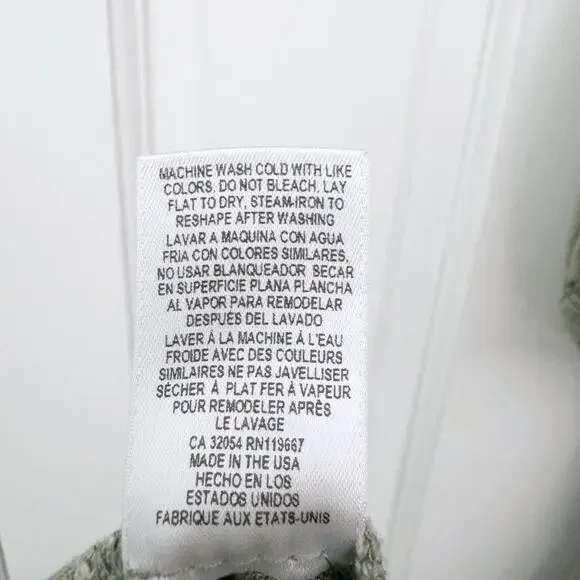 MACHINE WASH COLD WITH LIKE
COLORS. DO NOT BLEACH. LAY
FLAT TO DRY, STEAM-IRON TO
RESHAPE AFTER WASHING
LAVAR A MAQUINA CON AGUA
FRIA CON COLORES SIMILARES.
NO USAR BLANQUEADOR SECAR
EN SUPERFICIE PLANA PLANCHA
AL VAPOR PARA REMODELAR
DESPUÉS DEL LAVADO
LAVER À LA MACHINE À L'EAU
FROIDE AVEC DES COULEURS
SIMILAIRES NE PAS JAVELLISER
SÉCHER À PLAT FER À VAPEUR
POUR REMODELER APRÈS
LE LAVAGE
CA 32054 RN119667
MADE IN THE USA
HECHO EN LOS
ESTADOS UNIDOS
FABRIQUE AUX ETATS-UNIS